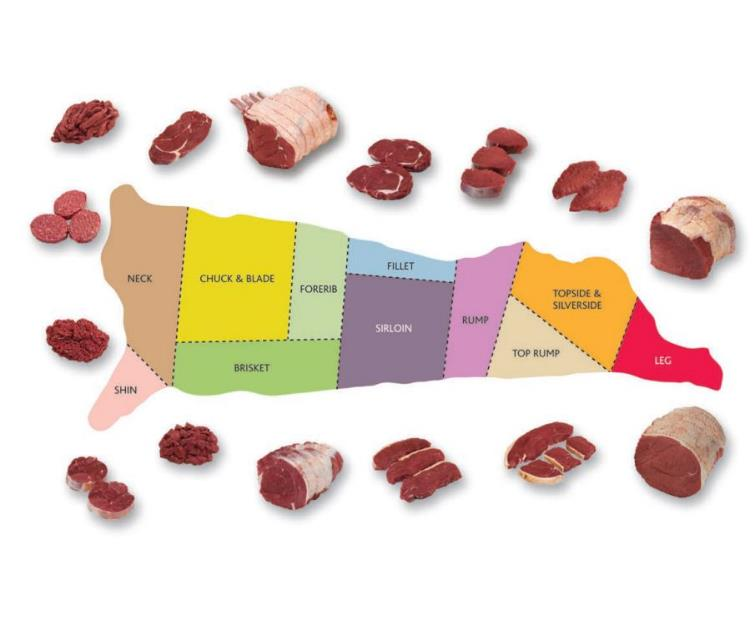 NECK
CHUCK & BLADE
FORERIB
FILLET
SIRLOIN
RUMP
TOPSIDE &
SILVERSIDE
TOP RUMP
LEG
BRISKET
SHIN